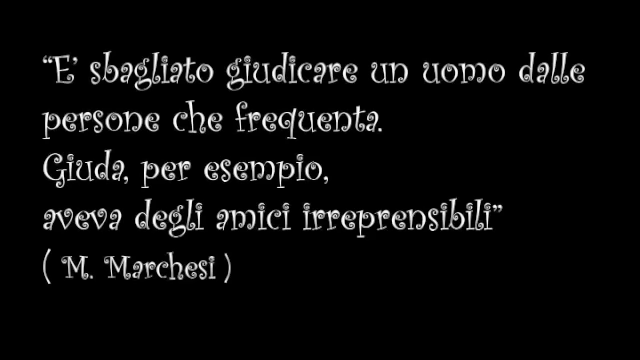 “E’ sbagliato giudicare un uomo dalle
persone che frequenta.
Giuda, per esempio,
aveva degli amici irreprensibili”
( M. Marchesi )